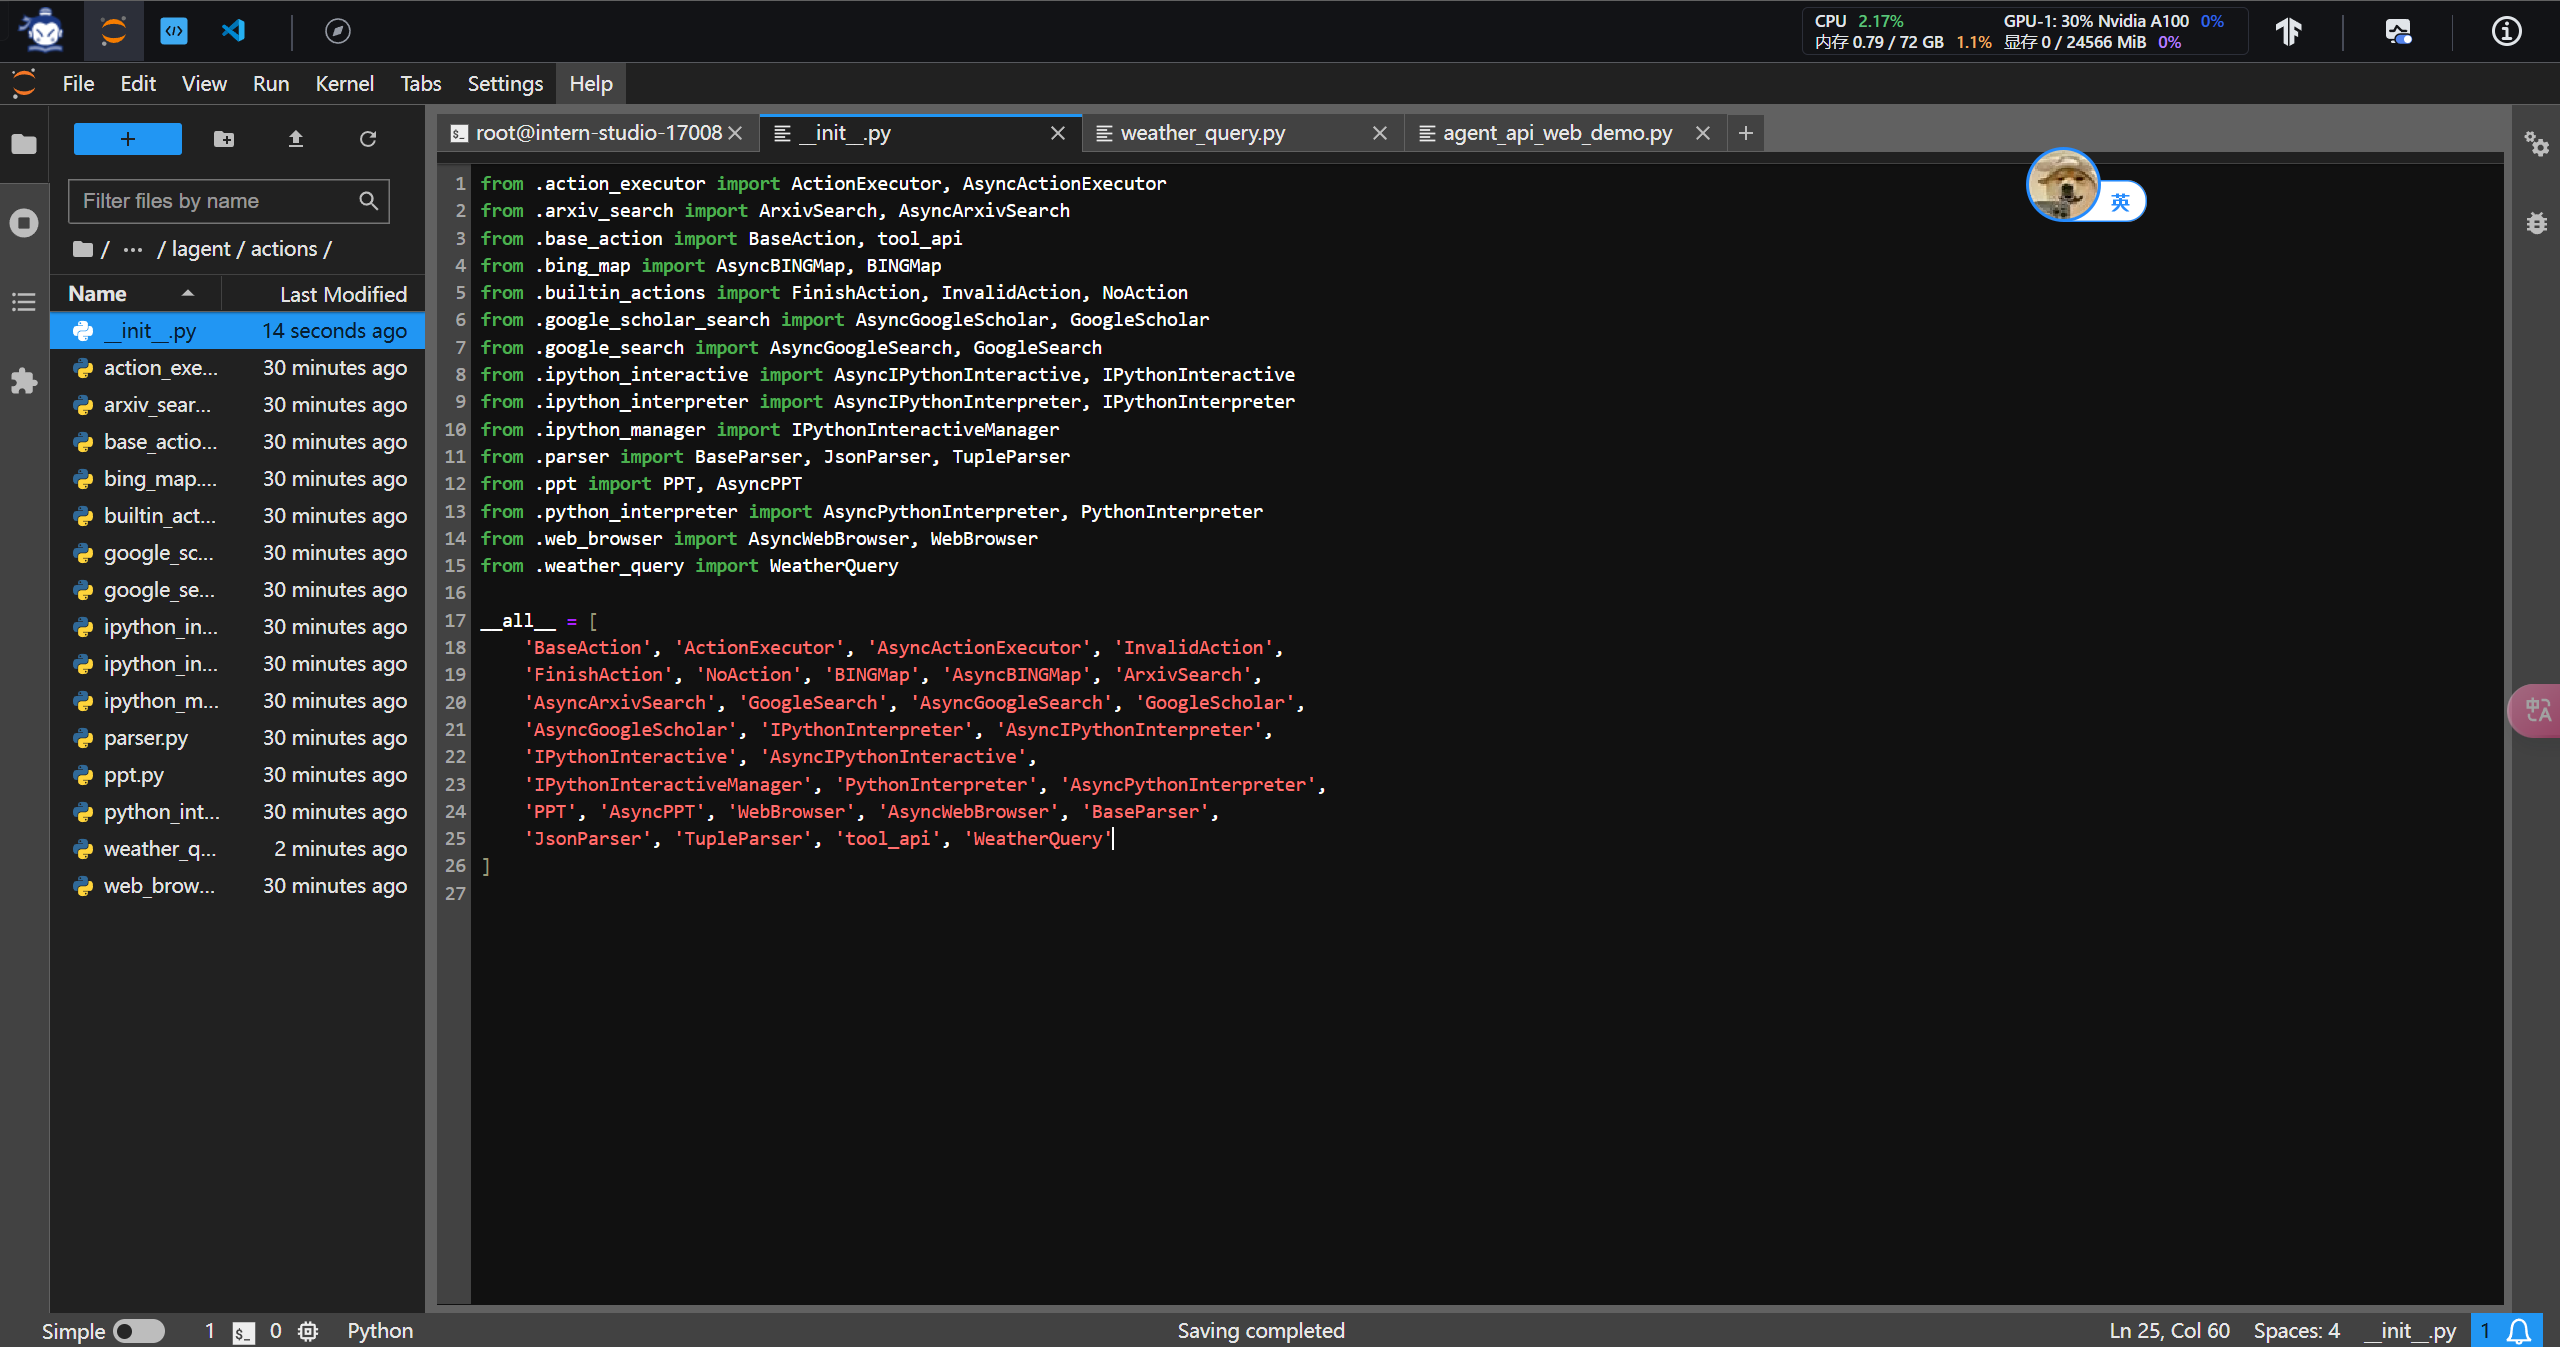 CPU 2.17% GPU-1: 30% Nvidia A100 0%
内存 0.79 / 72 GB 1.1% 显存 0 / 24566 MiB 0%
File Edit View Run Kernel Tabs Settings Help
root@intern-studio-17008
__init__.py
weather_query.py
agent_api_web_demo.py
Filter files by name
/ ··· / lagent / actions /
Name Last Modified
__init__.py 14 seconds ago
action_exe... 30 minutes ago
arxiv_sear... 30 minutes ago
base_actio... 30 minutes ago
bing_map.... 30 minutes ago
builtin_act... 30 minutes ago
google_sc... 30 minutes ago
google_se... 30 minutes ago
ipython_in... 30 minutes ago
ipython_in... 30 minutes ago
ipython_m... 30 minutes ago
parser.py 30 minutes ago
ppt.py 30 minutes ago
python_int... 30 minutes ago
weather_q... 2 minutes ago
web_brow... 30 minutes ago
1 from .action_executor import ActionExecutor, AsyncActionExecutor
2 from .arxiv_search import ArxivSearch, AsyncArxivSearch
3 from .base_action import BaseAction, tool_api
4 from .bing_map import AsyncBINGMap, BINGMap
5 from .builtin_actions import FinishAction, InvalidAction, NoAction
6 from .google_scholar_search import AsyncGoogleScholar, GoogleScholar
7 from .google_search import AsyncGoogleSearch, GoogleSearch
8 from .ipython_interactive import AsyncIPythonInteractive, IPythonInteractive
9 from .ipython_interpreter import AsyncIPythonInterpreter, IPythonInterpreter
10 from .ipython_manager import IPythonInteractiveManager
11 from .parser import BaseParser, JsonParser, TupleParser
12 from .ppt import PPT, AsyncPPT
13 from .python_interpreter import AsyncPythonInterpreter, PythonInterpreter
14 from .web_browser import AsyncWebBrowser, WebBrowser
15 from .weather_query import WeatherQuery
16
17 __all__ = [
18 'BaseAction', 'ActionExecutor', 'AsyncActionExecutor', 'InvalidAction',
19 'FinishAction', 'NoAction', 'BINGMap', 'AsyncBINGMap', 'ArxivSearch',
20 'AsyncArxivSearch', 'GoogleSearch', 'AsyncGoogleSearch', 'GoogleScholar',
21 'AsyncGoogleScholar', 'IPythonInterpreter', 'AsyncIPythonInterpreter',
22 'IPythonInteractive', 'AsyncIPythonInteractive',
23 'IPythonInteractiveManager', 'PythonInterpreter', 'AsyncPythonInterpreter',
24 'PPT', 'AsyncPPT', 'WebBrowser', 'AsyncWebBrowser', 'BaseParser',
25 'JsonParser', 'TupleParser', 'tool_api', 'WeatherQuery'
26 ]
27
英
中A
Simple 1 $_ 0 Python Saving completed Ln 25, Col 60 Spaces: 4 __init__.py 1